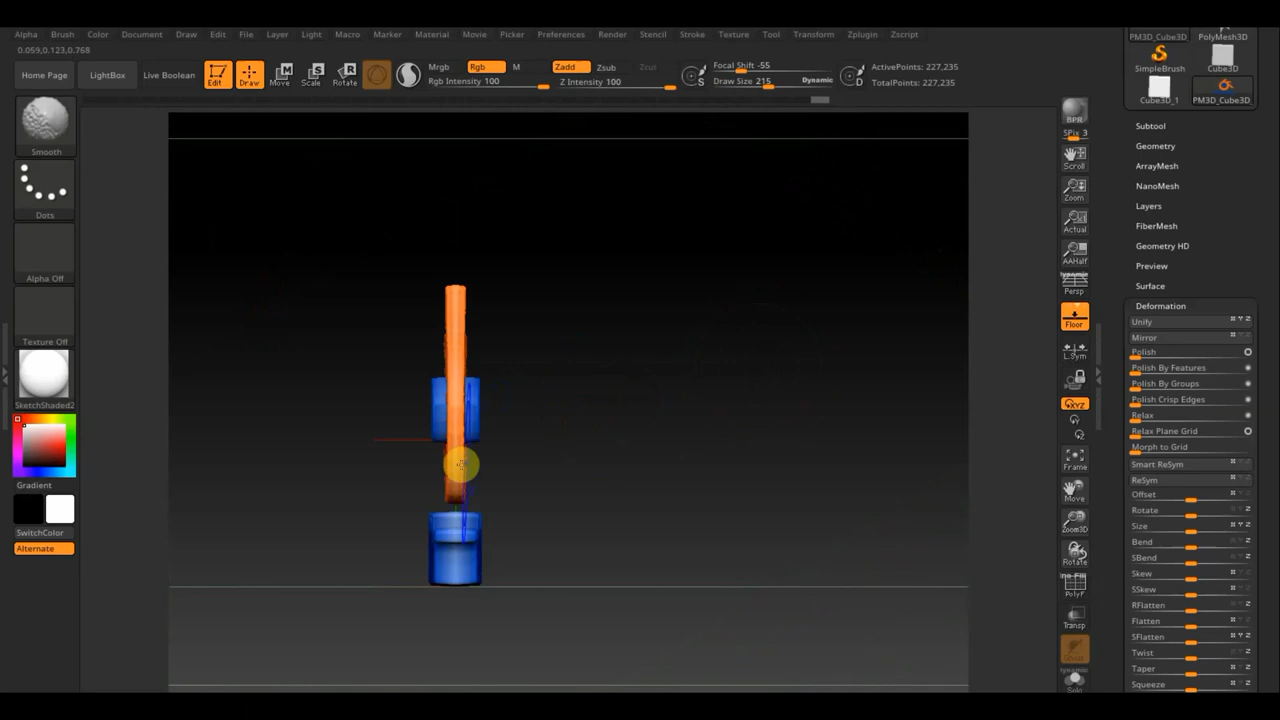 Alpha Brush Color Document Draw Edit File Layer Light Macro Marker Material Movie Picker Preferences Render Stencil Stroke Texture Tool Transform Zplugin Zscript
0.059,0.123,0.768
Home Page LightBox Live Boolean Edit Draw Move Scale Rotate
Mrgb Rgb M Zadd Zsub Zcut
Rgb Intensity 100 Z Intensity 100
Focal Shift -55
Draw Size 215 Dynamic
S D
ActivePoints: 227,235
TotalPoints: 227,235
Smooth
Dots
Alpha Off
Texture Off
SketchShaded2
Gradient
SwitchColor
Alternate
BPR
SPix 3
Scroll
Zoom
Actual
AAHalf
Dynamic
Persp
Floor
L.Sym
XYZ
Frame
Move
Zoom3D
Rotate
PolyF
Transp
Solo
PM3D_Cube3D PolyMesh3D
SimpleBrush Cube3D
Cube3D_1 PM3D_Cube3D_
Subtool
Geometry
ArrayMesh
NanoMesh
Layers
FiberMesh
Geometry HD
Preview
Surface
Deformation
Unify
Mirror
Polish
Polish By Features
Polish By Groups
Polish Crisp Edges
Relax
Relax Plane Grid
Morph to Grid
Smart ReSym
ReSym
Offset
Rotate
Size
Bend
SBend
Skew
SSkew
RFlatten
Flatten
SFlatten
Twist
Taper
Squeeze